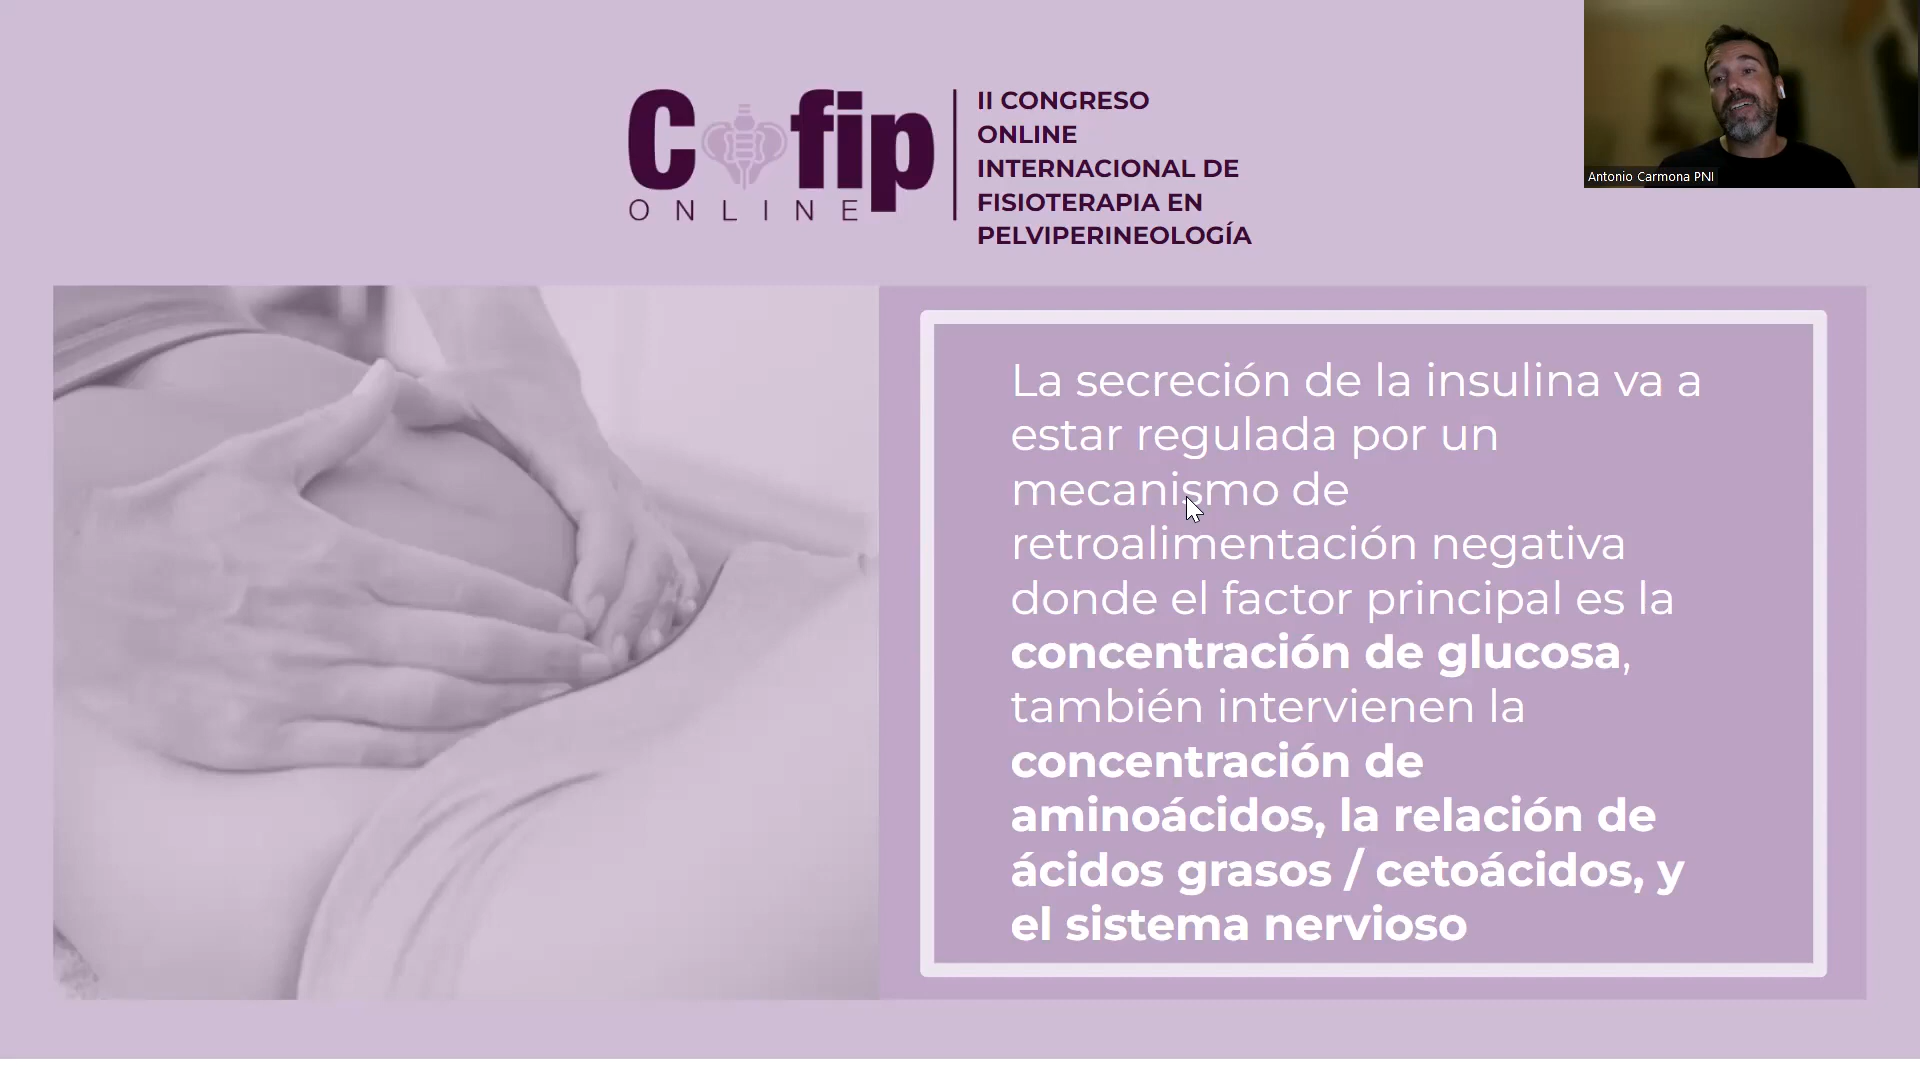 Cofip
ONLINE
II CONGRESO
ONLINE
INTERNACIONAL DE
FISIOTERAPIA EN
PELVIPERINEOLOGÍA
Antonio Carmona PNI
La secreción de la insulina va a
estar regulada por un
mecanismo de
retroalimentación negativa
donde el factor principal es la
concentración de glucosa,
también intervienen la
concentración de
aminoácidos, la relación de
ácidos grasos / cetoácidos, y
el sistema nervioso